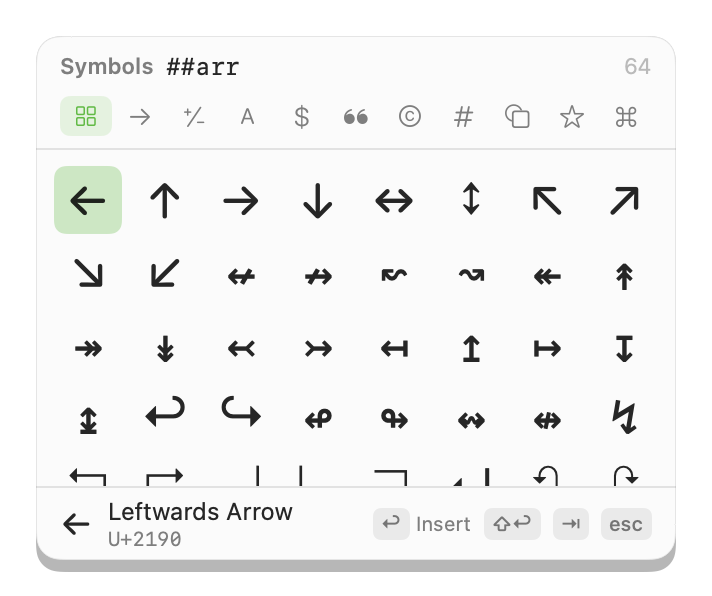 Symbols ##arr 64
→ +/− A $ ❝ © # ☆ ⌘
← ↑ → ↓ ↔ ↕ ↖ ↗
↘ ↙ ↚ ↛ ↜ ↝ ↞ ↟
↠ ↡ ↢ ↣ ↤ ↥ ↦ ↧
↨ ↩ ↪ ↫ ↬ ↭ ↮ ↯
← Leftwards Arrow
U+2190
↩ Insert ⇧↩ ⇥ esc